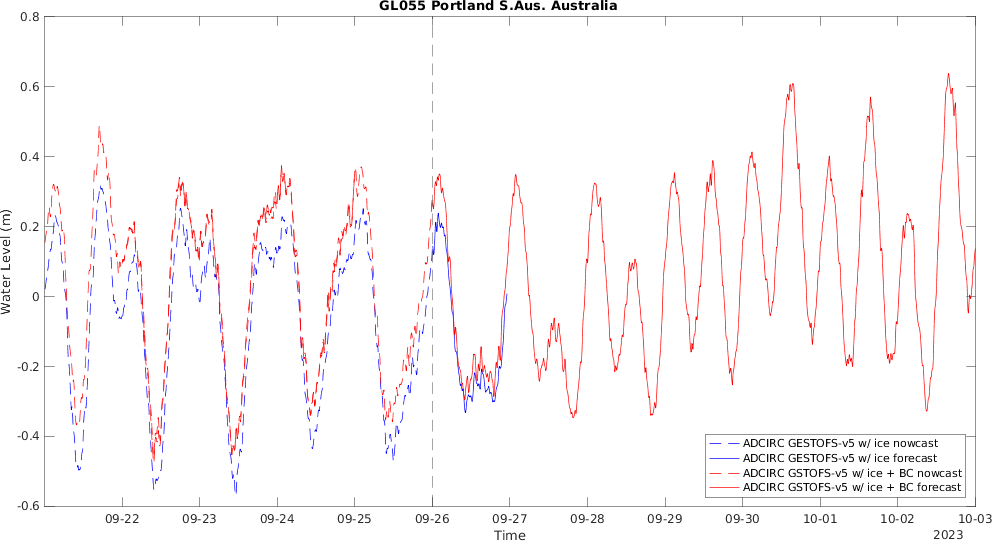 GL055 Portland S.Aus. Australia
0.8
0.6
0.4
0.2
0
-0.2
-0.4
-0.6
Water Level (m)
ADCIRC GESTOFS-v5 w/ ice nowcast
ADCIRC GESTOFS-v5 w/ ice forecast
ADCIRC GSTOFS-v5 w/ ice + BC nowcast
ADCIRC GSTOFS-v5 w/ ice + BC forecast
09-22 09-23 09-24 09-25 09-26 09-27 09-28 09-29 09-30 10-01 10-02 10-03
Time
2023